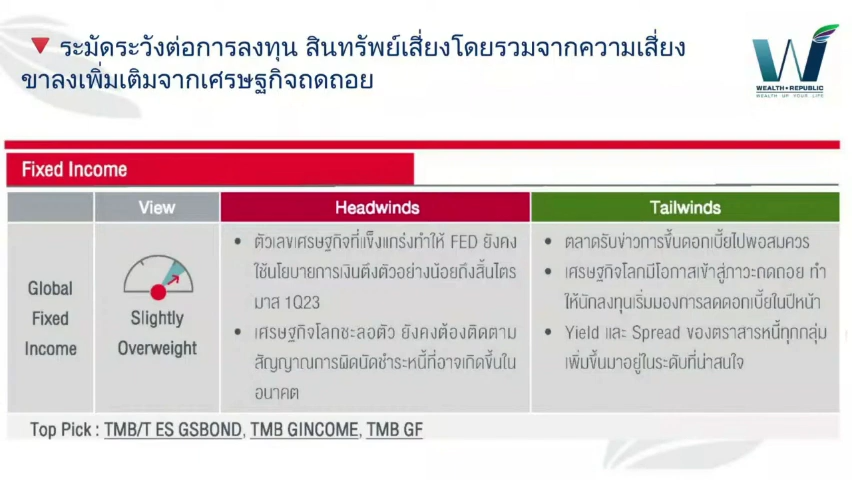 🔻 ระมัดระวังต่อการลงทุน สินทรัพย์เสี่ยงโดยรวมจากความเสี่ยง
ขาลงเพิ่มเติมจากเศรษฐกิจถดถอย
WEALTH REPUBLIC
WEALTH UP YOUR LIFE
Fixed Income
View
Headwinds
Tailwinds
Global
Fixed
Income
Slightly
Overweight
• ตัวเลขเศรษฐกิจที่แข็งแกร่งทำให้ FED ยังคง
ใช้นโยบายการเงินตึงตัวอย่างน้อยถึงสิ้นไตร
มาส 1Q23
• เศรษฐกิจโลกชะลอตัว ยังคงต้องติดตาม
สัญญาณการผิดนัดชำระหนี้ที่อาจเกิดขึ้นใน
อนาคต
• ตลาดรับข่าวการขึ้นดอกเบี้ยไปพอสมควร
• เศรษฐกิจโลกมีโอกาสเข้าสู่ภาวะถดถอย ทำ
ให้นักลงทุนเริ่มมองการลดดอกเบี้ยในปีหน้า
• Yield และ Spread ของตราสารหนี้ทุกกลุ่ม
เพิ่มขึ้นมาอยู่ในระดับที่น่าสนใจ
Top Pick : TMB/T ES GSBOND, TMB GINCOME, TMB GF